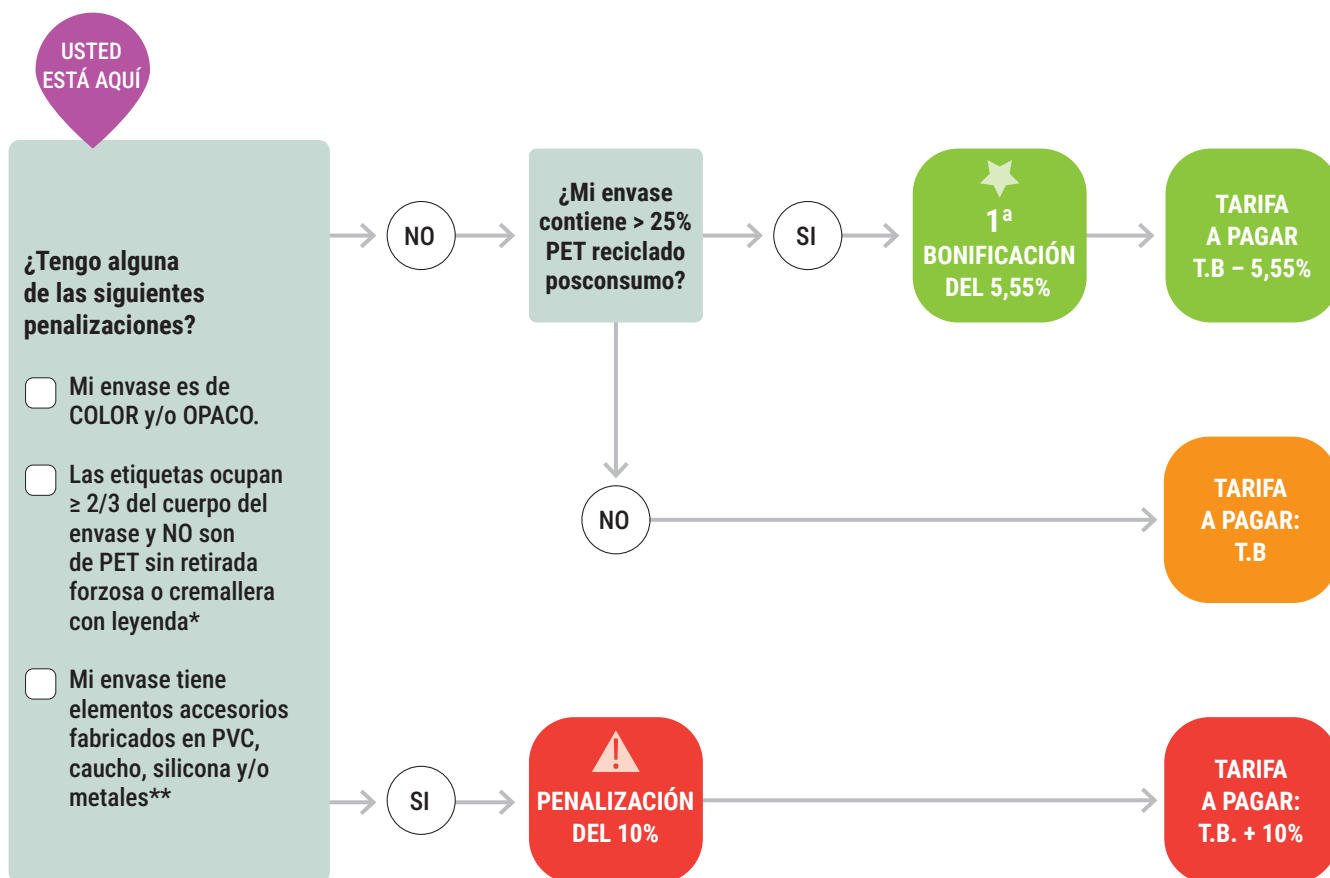 USTED
ESTÁ AQUÍ
¿Tengo alguna
de las siguientes
penalizaciones?
Mi envase es de
COLOR y/o OPACO.
Las etiquetas ocupan
≥ 2/3 del cuerpo del
envase y NO son
de PET sin retirada
forzosa o cremallera
con leyenda*
Mi envase tiene
elementos accesorios
fabricados en PVC,
caucho, silicona y/o
metales**
NO
¿Mi envase
contiene > 25%
PET reciclado
posconsumo?
SI
1ª
BONIFICACIÓN
DEL 5,55%
TARIFA
A PAGAR
T.B – 5,55%
NO
TARIFA
A PAGAR:
T.B
SI
PENALIZACIÓN
DEL 10%
TARIFA
A PAGAR:
T.B. + 10%